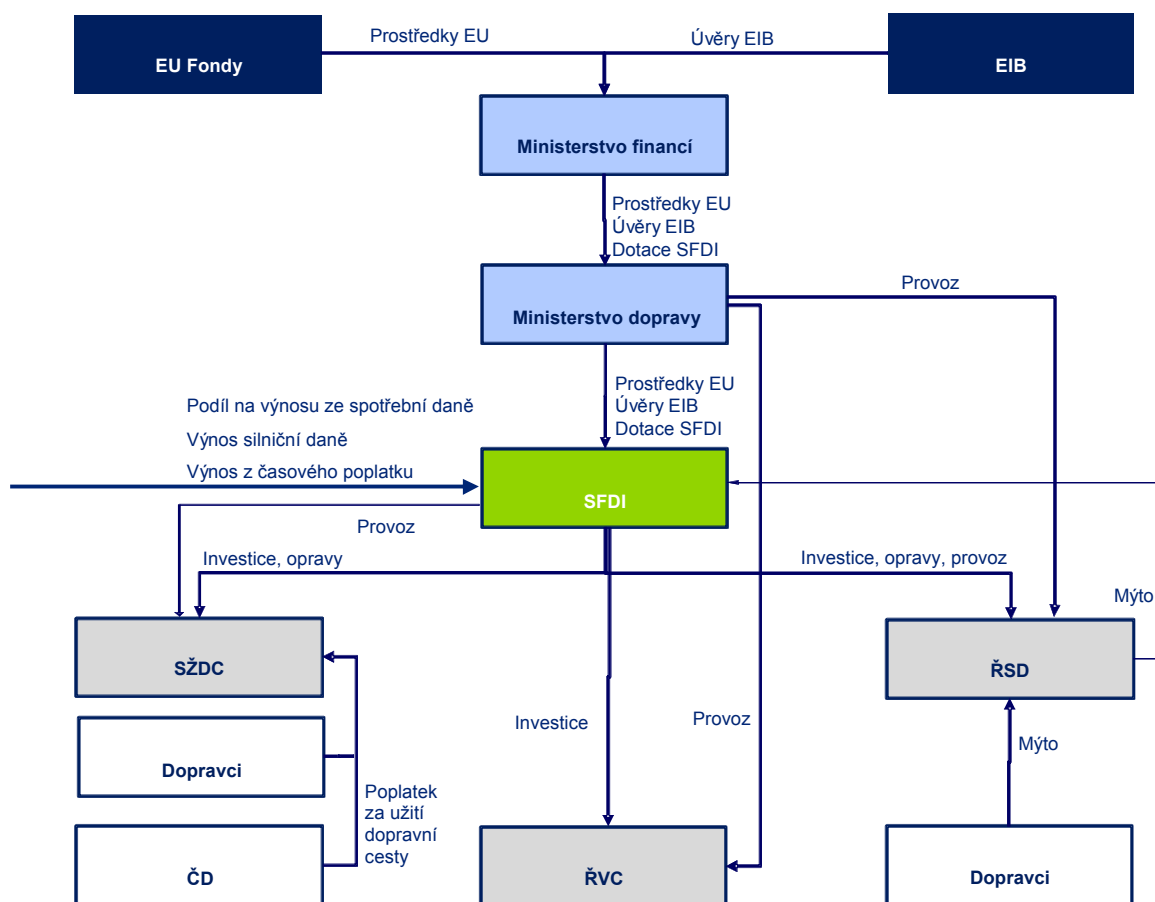 Prostředky EU
Úvěry EIB
EU Fondy
EIB
Ministerstvo financí
Prostředky EU
Úvěry EIB
Dotace SFDI
Ministerstvo dopravy
Provoz
Prostředky EU
Úvěry EIB
Dotace SFDI
Podíl na výnosu ze spotřební daně
Výnos silniční daně
Výnos z časového poplatku
SFDI
Provoz
Investice, opravy
Investice, opravy, provoz
Mýto
SŽDC
ŘSD
Investice
Provoz
Mýto
Dopravci
Poplatek
za užití
dopravní
cesty
ČD
ŘVC
Dopravci